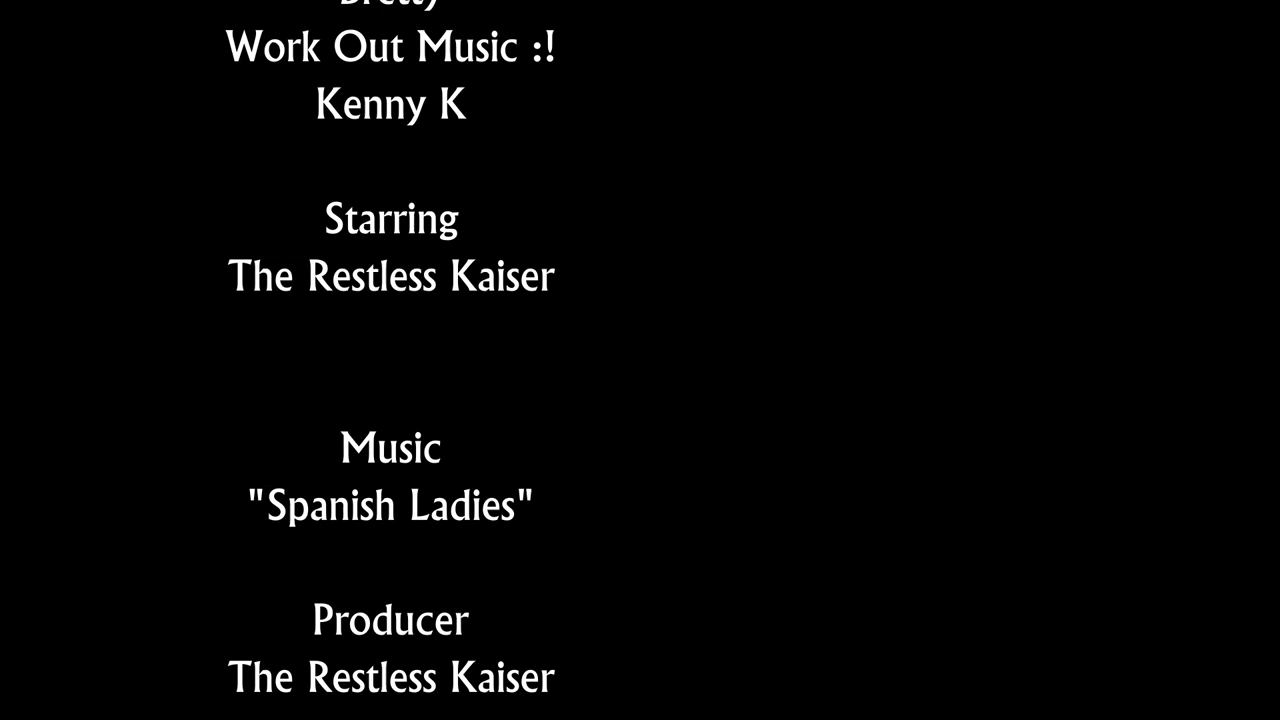 Work Out Music :!
Kenny K
Starring
The Restless Kaiser
Music
"Spanish Ladies"
Producer
The Restless Kaiser